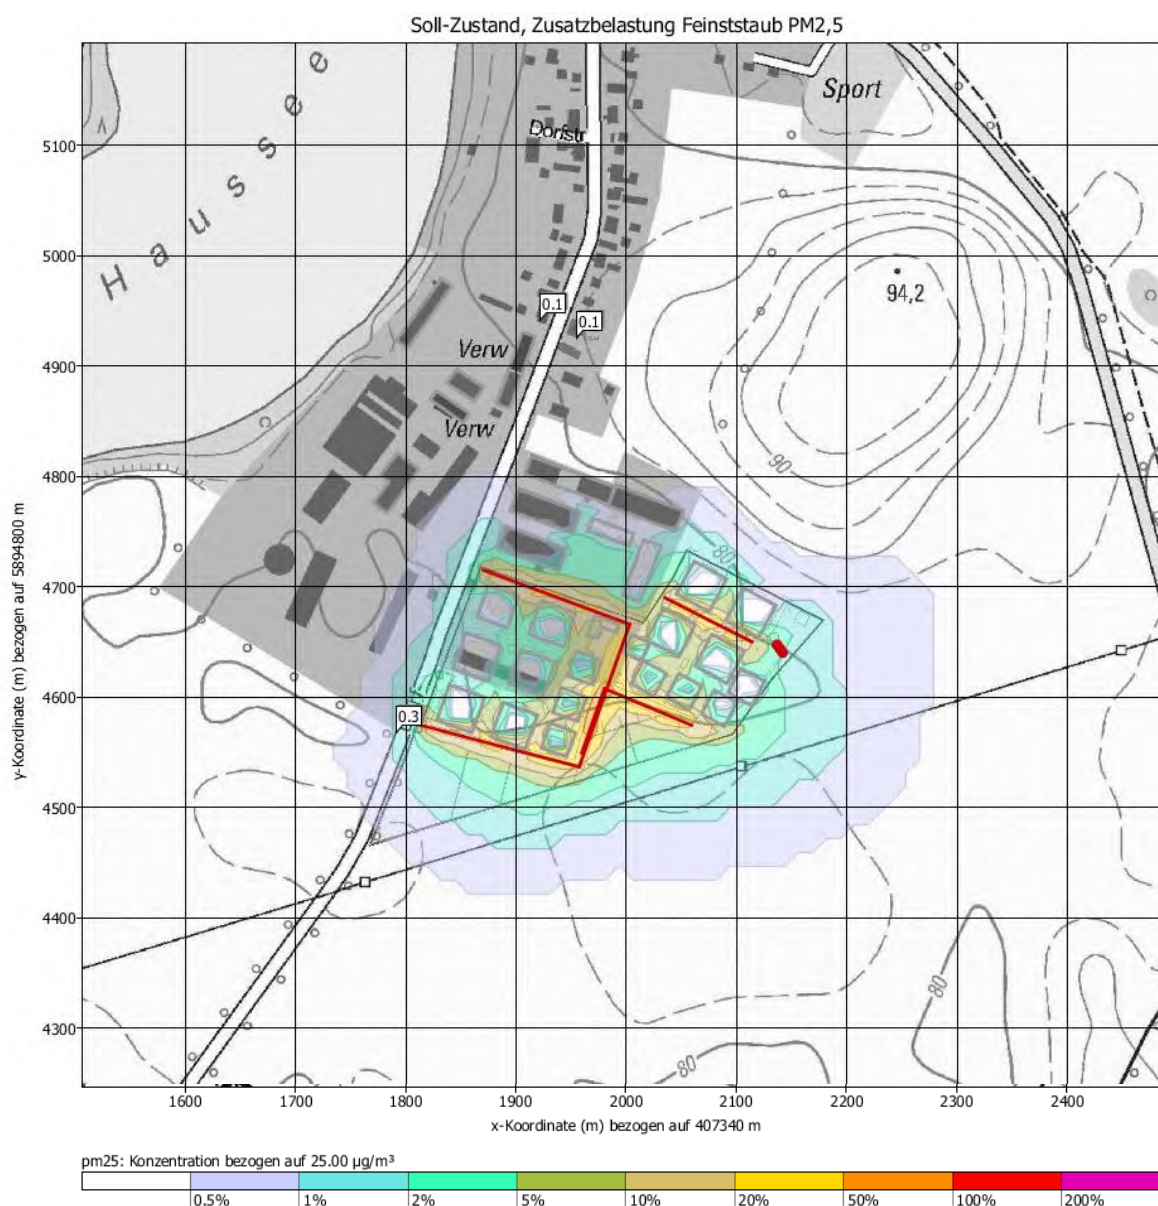 Soll-Zustand, Zusatzbelastung Feinststaub PM2,5
Haussee
Sport
Dorfstr
5100
5000
94,2
0.1
0.1
4900
Verw
Verw
90
4800
80
4700
4600
0.3
4500
4400
80
4300
80
1600 1700 1800 1900 2000 2100 2200 2300 2400
x-Koordinate (m) bezogen auf 407340 m
y-Koordinate (m) bezogen auf 5894800 m
pm25: Konzentration bezogen auf 25.00 µg/m³
0.5% 1% 2% 5% 10% 20% 50% 100% 200%